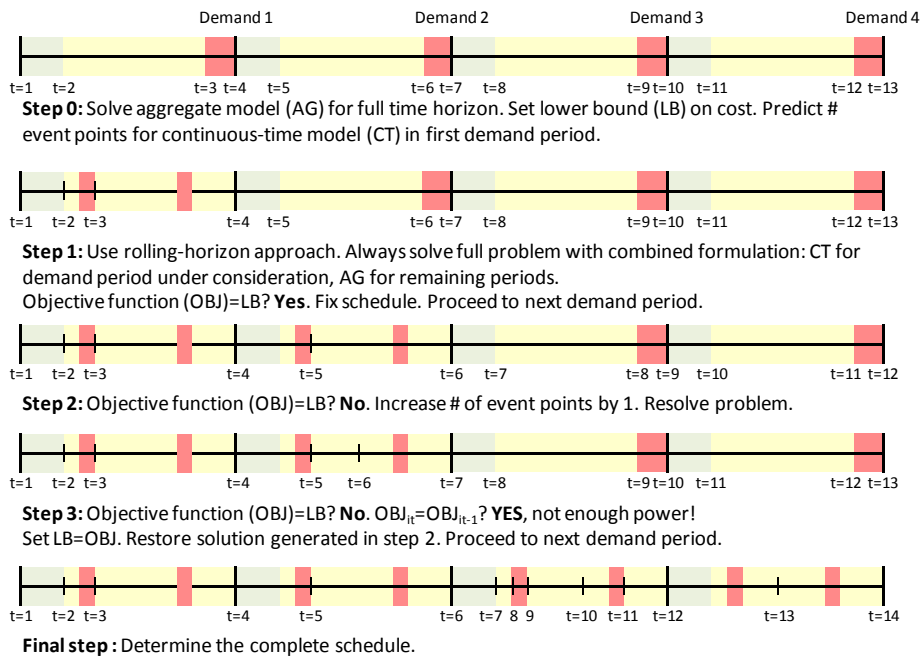 Demand 1 Demand 2 Demand 3 Demand 4
t=1 t=2 t=3 t=4 t=5 t=6 t=7 t=8 t=9 t=10 t=11 t=12 t=13
Step 0: Solve aggregate model (AG) for full time horizon. Set lower bound (LB) on cost. Predict #
event points for continuous-time model (CT) in first demand period.
t=1 t=2 t=3 t=4 t=5 t=6 t=7 t=8 t=9 t=10 t=11 t=12 t=13
Step 1: Use rolling-horizon approach. Always solve full problem with combined formulation: CT for
demand period under consideration, AG for remaining periods.
Objective function (OBJ)=LB? Yes. Fix schedule. Proceed to next demand period.
t=1 t=2 t=3 t=4 t=5 t=6 t=7 t=8 t=9 t=10 t=11 t=12
Step 2: Objective function (OBJ)=LB? No. Increase # of event points by 1. Resolve problem.
t=1 t=2 t=3 t=4 t=5 t=6 t=7 t=8 t=9 t=10 t=11 t=12 t=13
Step 3: Objective function (OBJ)=LB? No. OBJit=OBJit-1? YES, not enough power!
Set LB=OBJ. Restore solution generated in step 2. Proceed to next demand period.
t=1 t=2 t=3 t=4 t=5 t=6 t=7 8 9 t=10 t=11 t=12 t=13 t=14
Final step : Determine the complete schedule.